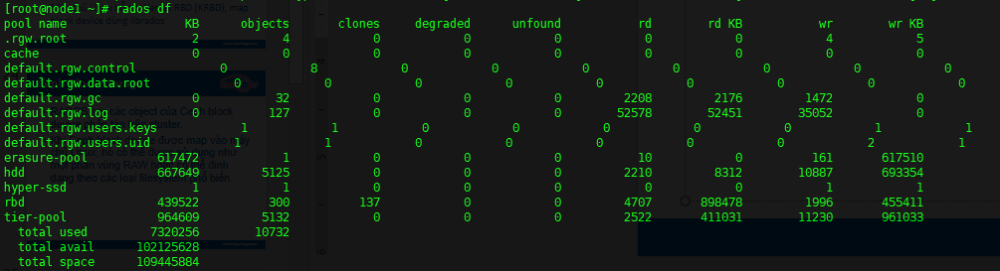 [root@node1 ~]# rados df
pool name KB objects clones degraded unfound rd rd KB wr wr KB
.rgw.root 2 4 0 0 0 0 0 4 5
cache 0 0 0 0 0 0 0 0 0
default.rgw.control 0 8 0 0 0 0 0 0 0
default.rgw.data.root 0 0 0 0 0 0 0 0 0
default.rgw.gc 0 32 0 0 0 2208 2176 1472 0
default.rgw.log 0 127 0 0 0 52578 52451 35052 0
default.rgw.users.keys 1 1 0 0 0 0 0 1 1
default.rgw.users.uid 1 1 0 0 0 0 0 2 1
erasure-pool 617472 1 0 0 0 10 0 161 617510
hdd 667649 5125 0 0 0 2210 8312 10887 693354
hyper-ssd 1 1 0 0 0 0 0 1 1
rbd 439522 300 137 0 0 4707 898478 1996 455411
tier-pool 964609 5132 0 0 0 2522 411031 11230 961033
total used 7320256 10732
total avail 102125628
total space 109445884